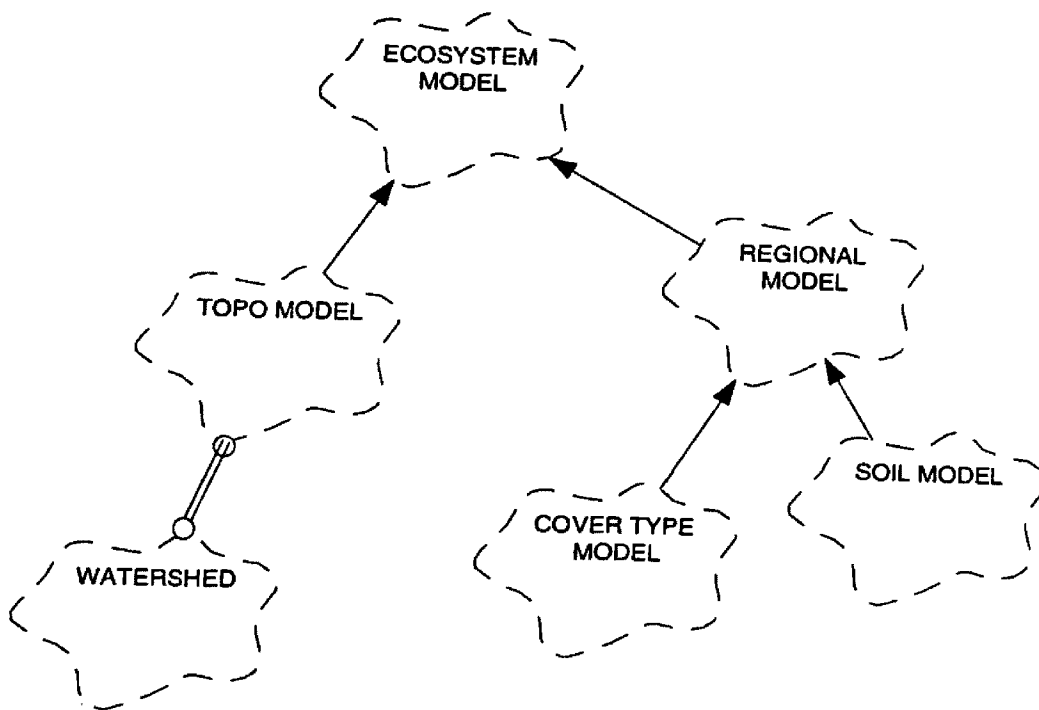 ECOSYSTEM
MODEL
REGIONAL
MODEL
TOPO MODEL
SOIL MODEL
COVER TYPE
MODEL
WATERSHED